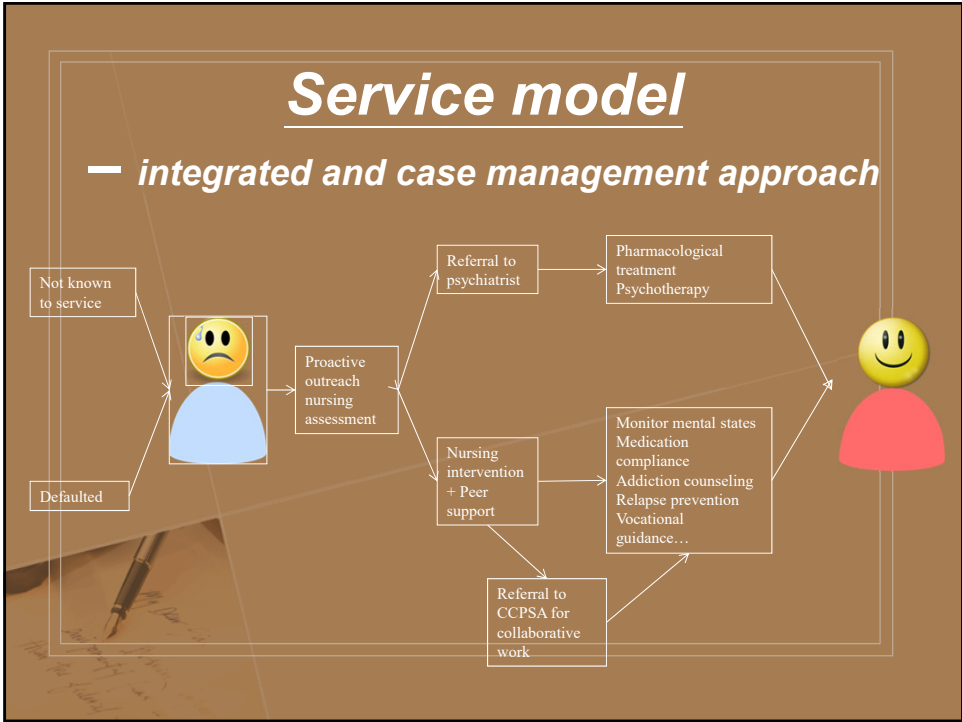 Service model
– integrated and case management approach
Not known
to service
Defaulted
Proactive
outreach
nursing
assessment
Referral to
psychiatrist
Pharmacological
treatment
Psychotherapy
Nursing
intervention
+ Peer
support
Monitor mental states
Medication
compliance
Addiction counseling
Relapse prevention
Vocational
guidance…
Referral to
CCPSA for
collaborative
work